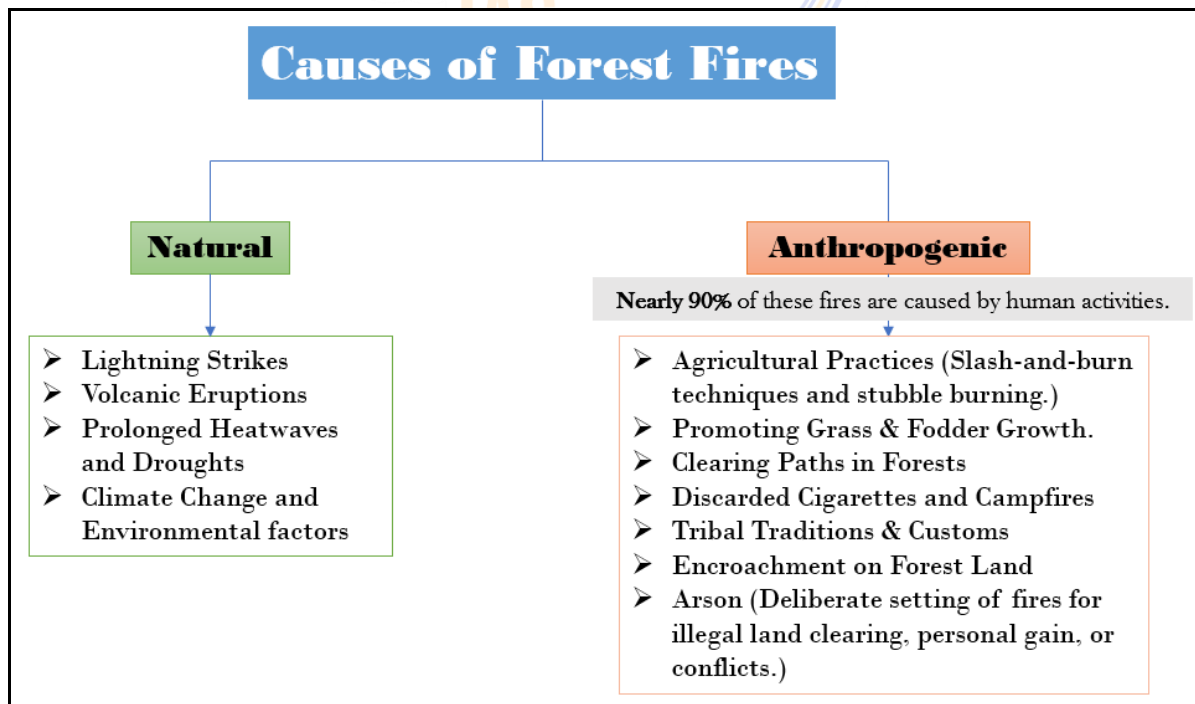 Causes of Forest Fires
Natural
Anthropogenic
Nearly 90% of these fires are caused by human activities.
➢ Lightning Strikes
➢ Volcanic Eruptions
➢ Prolonged Heatwaves
and Droughts
➢ Climate Change and
Environmental factors
➢ Agricultural Practices (Slash-and-burn
techniques and stubble burning.)
➢ Promoting Grass & Fodder Growth.
➢ Clearing Paths in Forests
➢ Discarded Cigarettes and Campfires
➢ Tribal Traditions & Customs
➢ Encroachment on Forest Land
➢ Arson (Deliberate setting of fires for
illegal land clearing, personal gain, or
conflicts.)